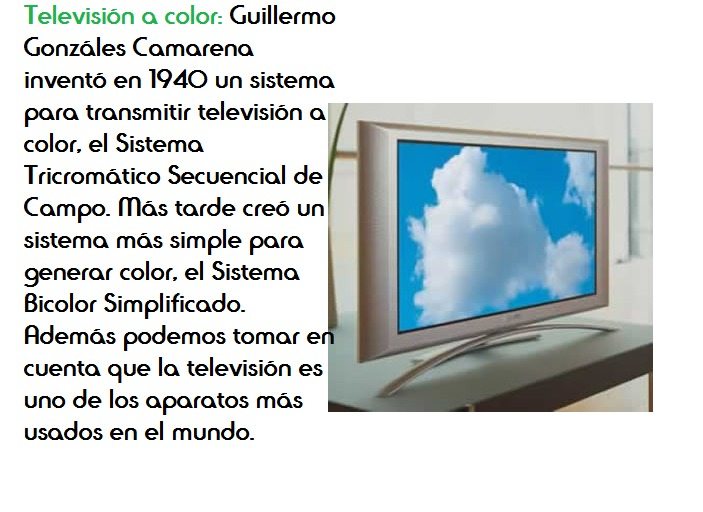 Televisión a color: Guillermo
Gonzáles Camarena
inventó en 1940 un sistema
para transmitir televisión a
color, el Sistema
Tricromático Secuencial de
Campo. Más tarde creó un
sistema más simple para
generar color, el Sistema
Bicolor Simplificado.
Además podemos tomar en
cuenta que la televisión es
uno de los aparatos más
usados en el mundo.